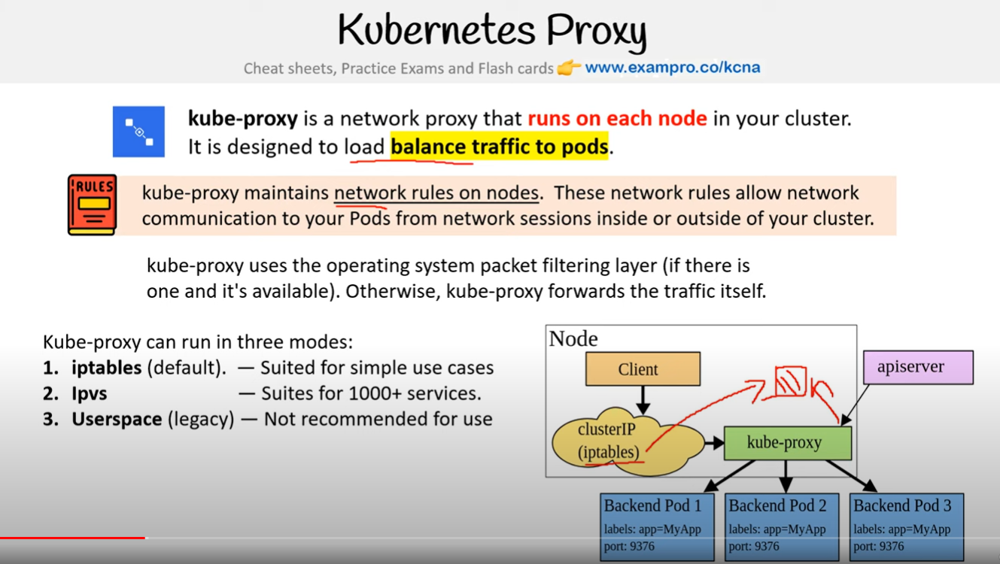 Kubernetes Proxy
Cheat sheets, Practice Exams and Flash cards 👉 www.exampro.co/kcna
kube-proxy is a network proxy that runs on each node in your cluster.
It is designed to load balance traffic to pods.
RULES
kube-proxy maintains network rules on nodes. These network rules allow network
communication to your Pods from network sessions inside or outside of your cluster.
kube-proxy uses the operating system packet filtering layer (if there is
one and it's available). Otherwise, kube-proxy forwards the traffic itself.
Kube-proxy can run in three modes:
1. iptables (default). — Suited for simple use cases
2. Ipvs — Suites for 1000+ services.
3. Userspace (legacy) — Not recommended for use
Node
Client
apiserver
clusterIP
(iptables)
kube-proxy
Backend Pod 1
labels: app=MyApp
port: 9376
Backend Pod 2
labels: app=MyApp
port: 9376
Backend Pod 3
labels: app=MyApp
port: 9376